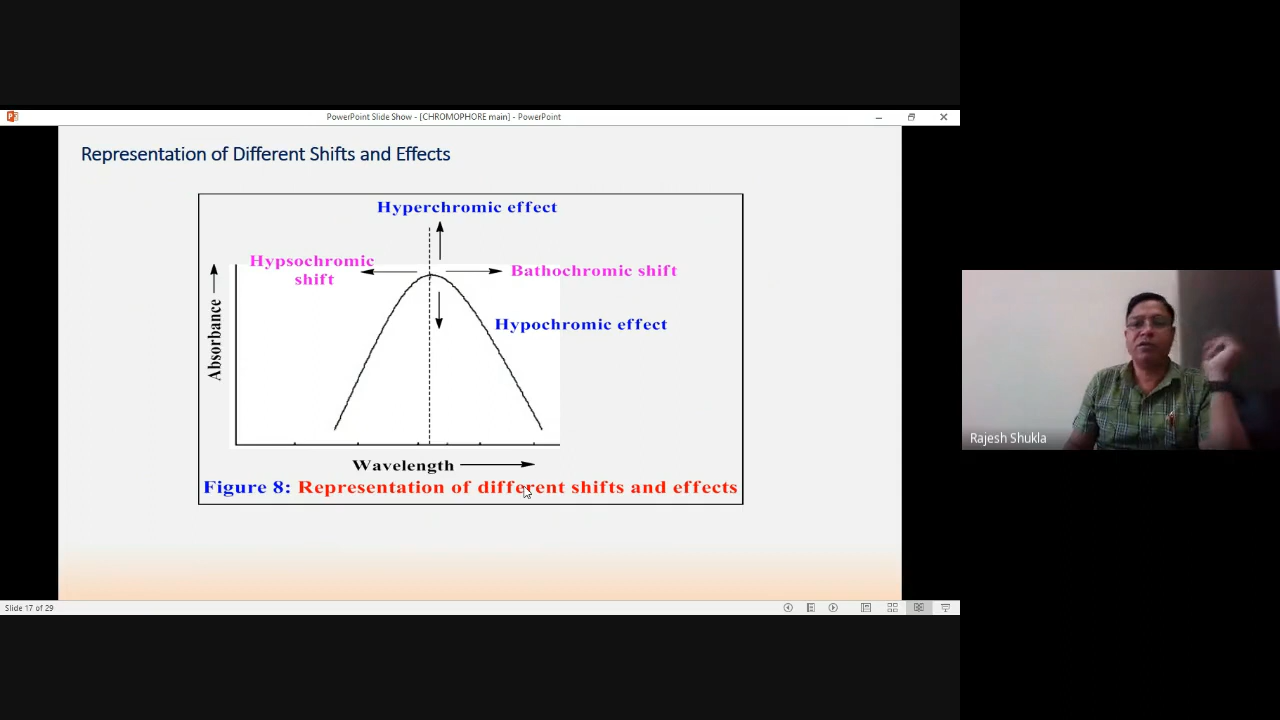 PowerPoint Slide Show - [CHROMOPHORE main] - PowerPoint
Representation of Different Shifts and Effects
Hyperchromic effect
Hypsochromic
shift
Bathochromic shift
Hypochromic effect
Absorbance
Wavelength
Figure 8: Representation of different shifts and effects
Rajesh Shukla
Slide 17 of 29